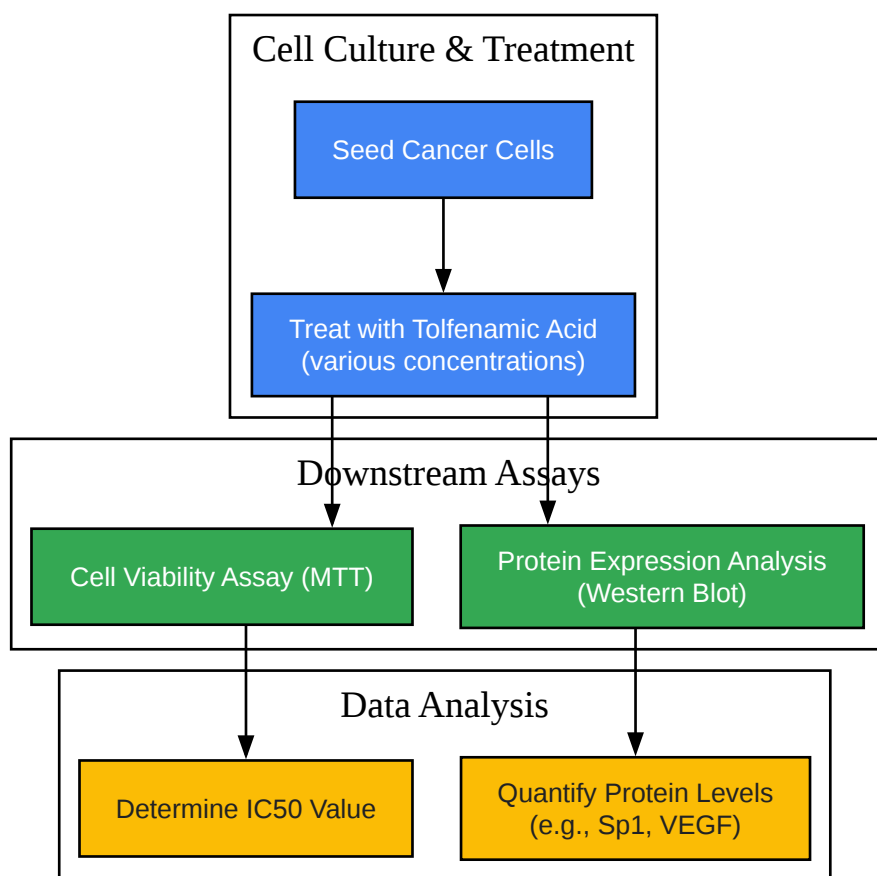 Cell Culture & Treatment
Seed Cancer Cells
Treat with Tolfenamic Acid
(various concentrations)
Downstream Assays
Cell Viability Assay (MTT)
Protein Expression Analysis
(Western Blot)
Data Analysis
Determine IC50 Value
Quantify Protein Levels
(e.g., Sp1, VEGF)